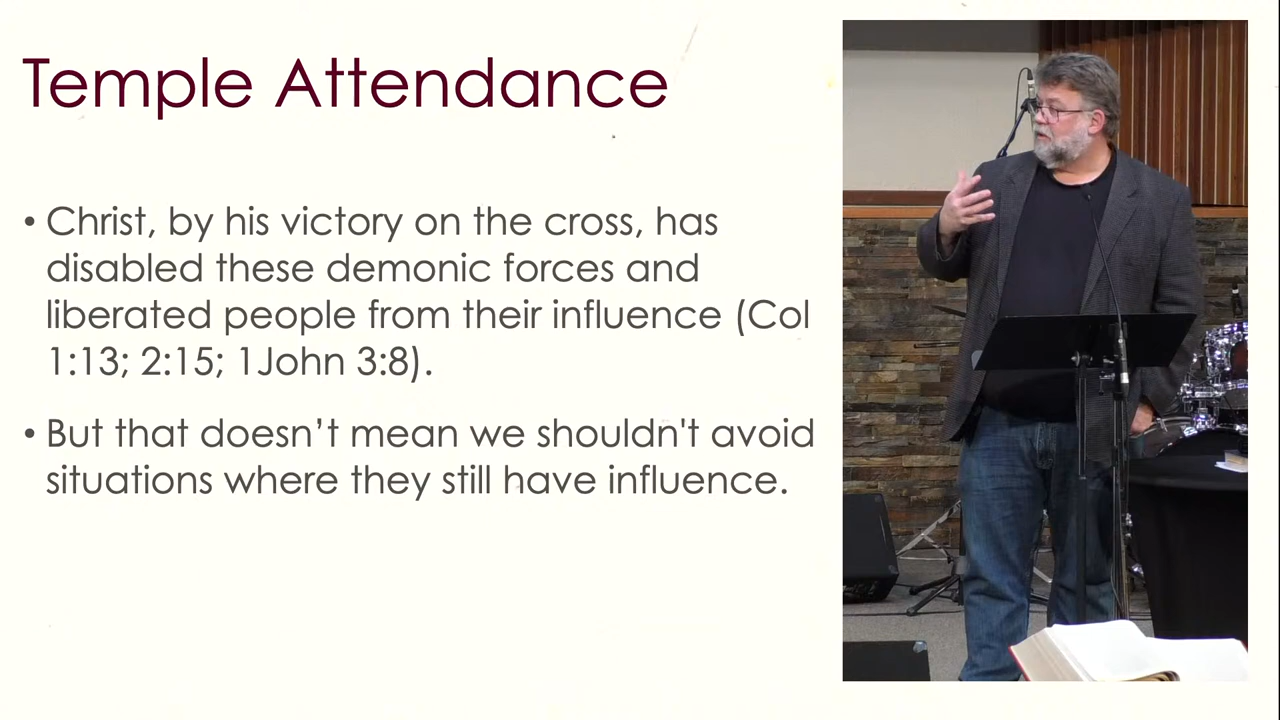 Temple Attendance
• Christ, by his victory on the cross, has
disabled these demonic forces and
liberated people from their influence (Col
1:13; 2:15; 1John 3:8).
• But that doesn’t mean we shouldn't avoid
situations where they still have influence.